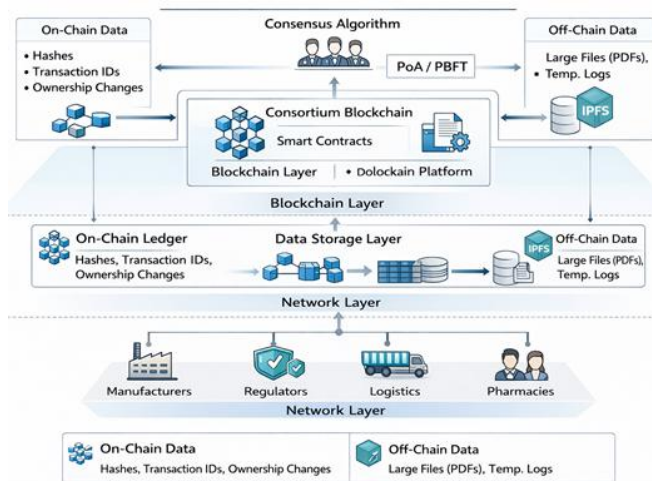 On-Chain Data
• Hashes
• Transaction IDs
• Ownership Changes
Consensus Algorithm
PoA / PBFT
Off-Chain Data
Large Files (PDFs),
• Temp. Logs
IPFS
Consortium Blockchain
Smart Contracts
Blockchain Layer
• Dolockain Platform
Blockchain Layer
On-Chain Ledger
Hashes, Transaction IDs,
Ownership Changes
Data Storage Layer
IPFS
Off-Chain Data
Large Files (PDFs),
Temp. Logs
Network Layer
Manufacturers
Regulators
Logistics
Pharmacies
Network Layer
On-Chain Data
Hashes, Transaction IDs, Ownership Changes
Off-Chain Data
Large Files (PDFs), Temp. Logs